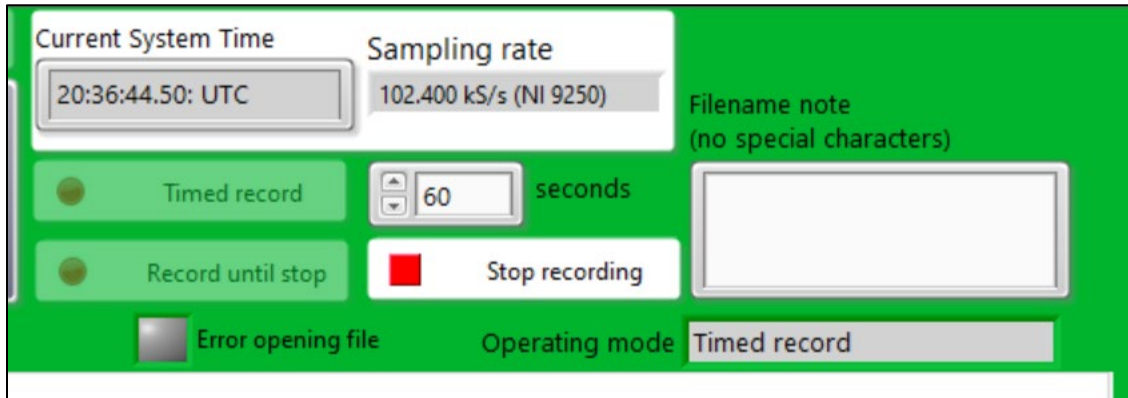 Current System Time
20:36:44.50: UTC
Sampling rate
102.400 kS/s (NI 9250)
Filename note
(no special characters)
Timed record
60
seconds
Record until stop
Stop recording
Error opening file
Operating mode
Timed record